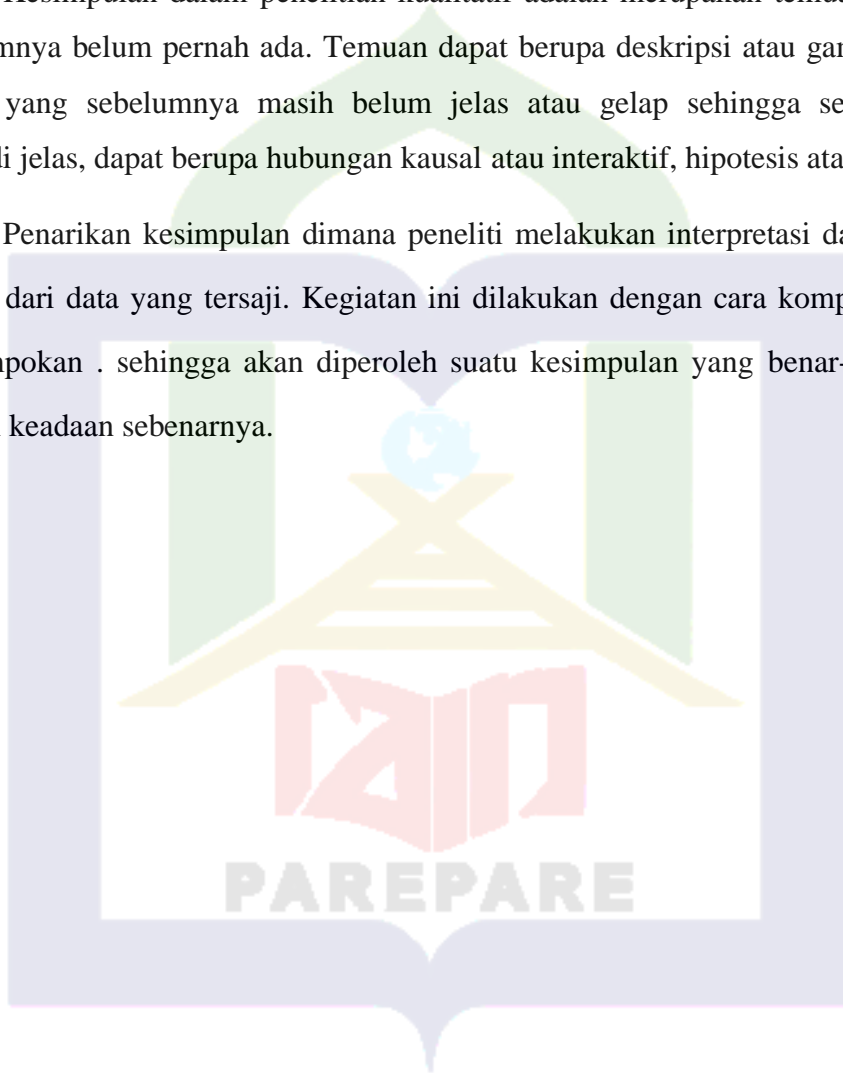 Kesimpulan dalam penelitian kualitatif adalah merupakan
mnya belum pernah ada. Temuan dapat berupa deskripsi atau gam
yang sebelumnya masih belum jelas atau gelap sehingga se
di jelas, dapat berupa hubungan kausal atau interaktif, hipotesis ata
Penarikan kesimpulan dimana peneliti melakukan interpretasi da
dari data yang tersaji. Kegiatan ini dilakukan dengan cara komp
npokan . sehingga akan diperoleh suatu kesimpulan yang benar-
keadaan sebenarnya.
iain
PAREPARE